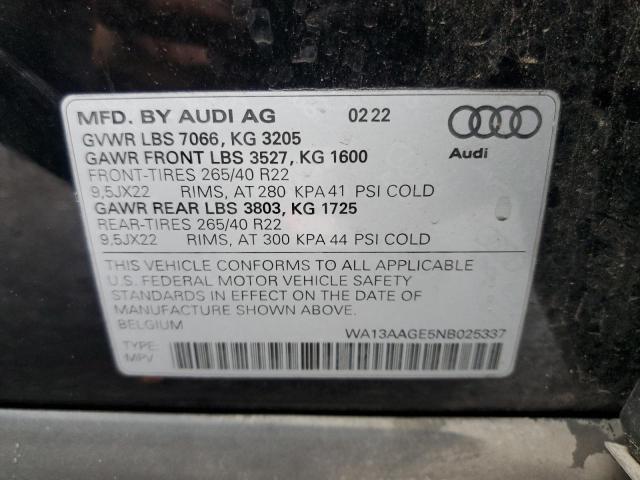 MFD. BY AUDI AG 02 22
GVWR LBS 7066, KG 3205
GAWR FRONT LBS 3527, KG 1600
FRONT-TIRES 265/40 R22
9,5JX22 RIMS, AT 280 KPA 41 PSI COLD
GAWR REAR LBS 3803, KG 1725
REAR-TIRES 265/40 R22
9,5JX22 RIMS, AT 300 KPA 44 PSI COLD
Audi
THIS VEHICLE CONFORMS TO ALL APPLICABLE
U.S. FEDERAL MOTOR VEHICLE SAFETY
STANDARDS IN EFFECT ON THE DATE OF
MANUFACTURE SHOWN ABOVE.
BELGIUM
WA13AAGE5NB025337
TYPE:
MPV